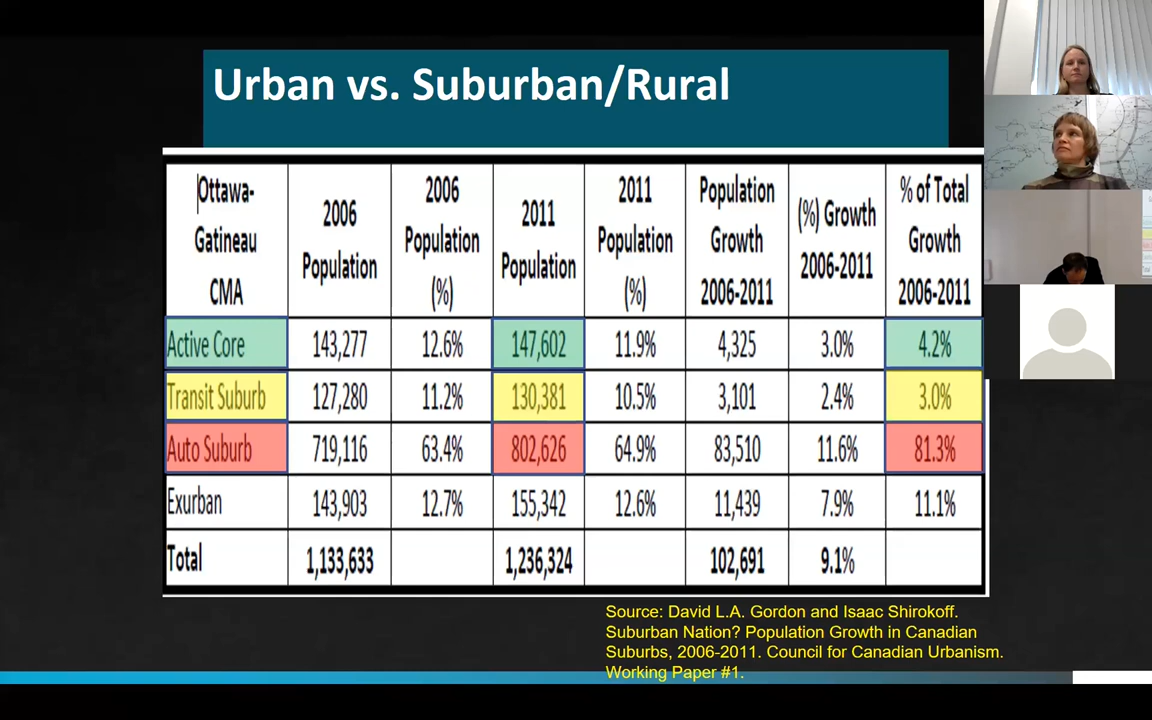 Urban vs. Suburban/Rural
Ottawa-Gatineau CMA 2006 Population 2006 Population (%) 2011 Population 2011 Population (%) Population Growth 2006-2011 (%) Growth 2006-2011 % of Total Growth 2006-2011
Active Core 143,277 12.6% 147,602 11.9% 4,325 3.0% 4.2%
Transit Suburb 127,280 11.2% 130,381 10.5% 3,101 2.4% 3.0%
Auto Suburb 719,116 63.4% 802,626 64.9% 83,510 11.6% 81.3%
Exurban 143,903 12.7% 155,342 12.6% 11,439 7.9% 11.1%
Total 1,133,633 1,236,324 102,691 9.1%
Source: David L.A. Gordon and Isaac Shirokoff.
Suburban Nation? Population Growth in Canadian
Suburbs, 2006-2011. Council for Canadian Urbanism.
Working Paper #1.